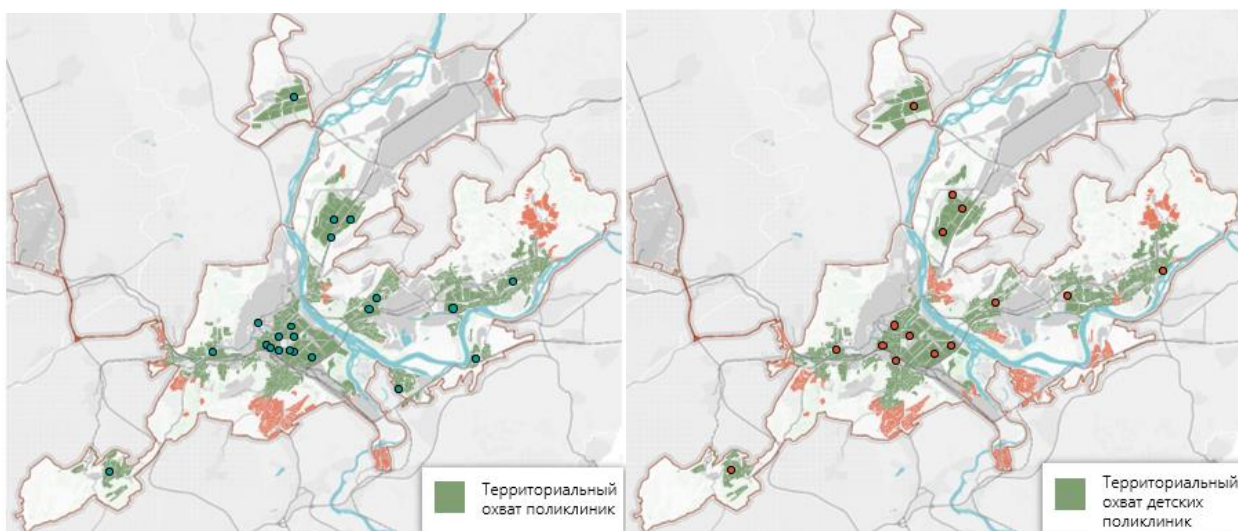 Территориальный
охват поликлиник
Территориальный
охват детских
поликлиник